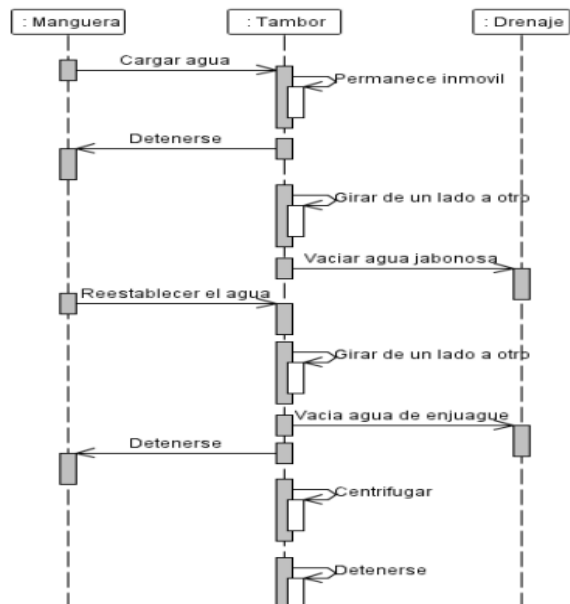 : Manguera
: Tambor
: Drenaje
Cargar agua
Permanece inmovil
Detenerse
Girar de un lado a otro
Vaciar agua jabonosa
Reestablecer el agua
Girar de un lado a otro
Vacia agua de enjuague
Detenerse
Centrifugar
Detenerse